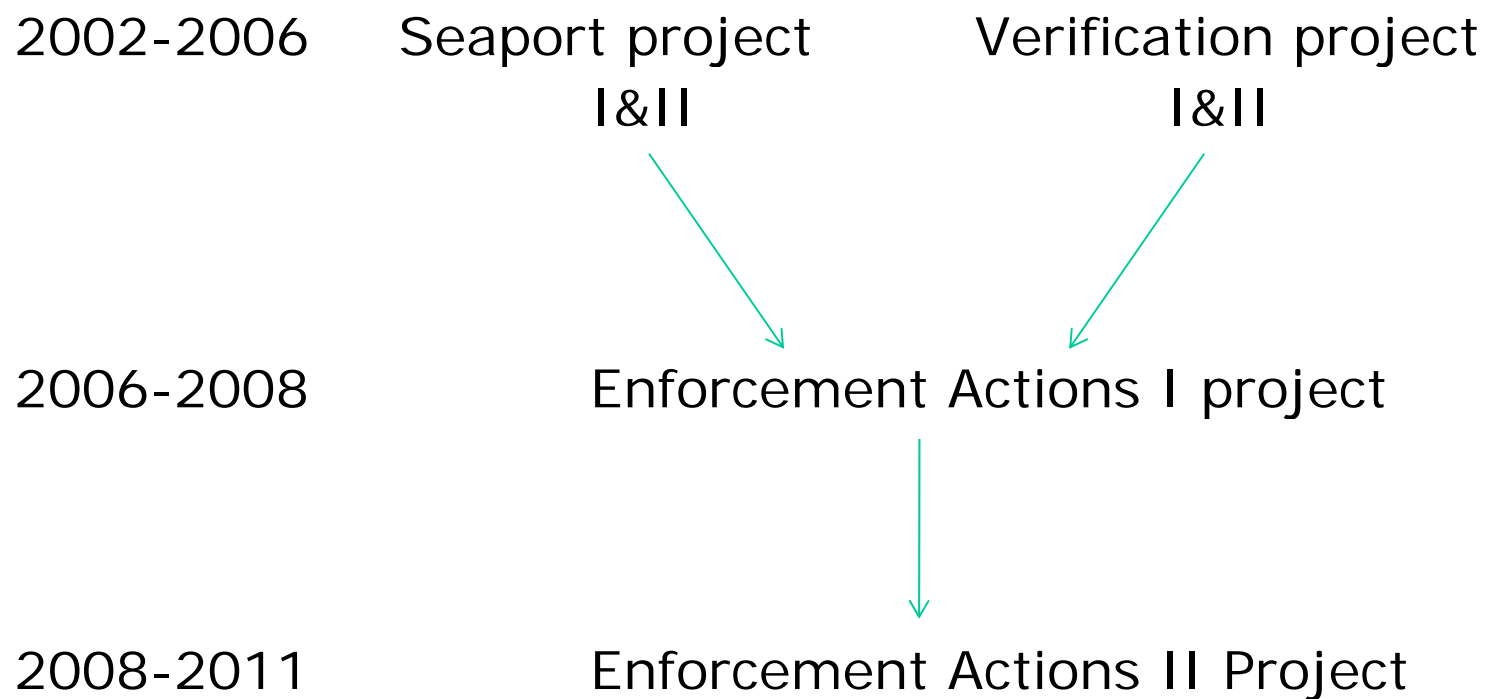 2002-2006 Seaport project Verification project
I&II I&II
2006-2008 Enforcement Actions I project
2008-2011 Enforcement Actions II Project